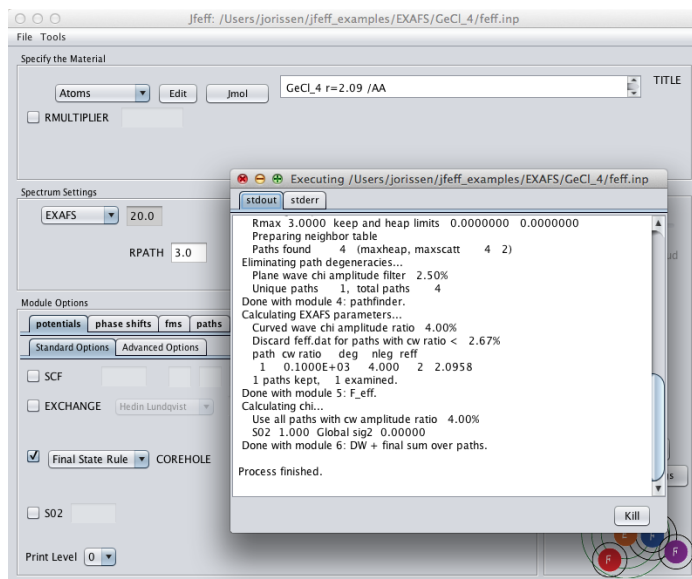 Jfeff: /Users/jorissen/jfeff_examples/EXAFS/GeCl_4/feff.inp
File Tools
Specify the Material
Atoms Edit Jmol GeCl_4 r=2.09 /AA TITLE
RMULTIPLIER
Executing /Users/jorissen/jfeff_examples/EXAFS/GeCl_4/feff.inp
stdout stderr
Rmax 3.0000 keep and heap limits 0.0000000 0.0000000
Preparing neighbor table
Paths found 4 (maxheap, maxscatt 4 2)
Eliminating path degeneracies...
Plane wave chi amplitude filter 2.50%
Unique paths 1, total paths 4
Done with module 4: pathfinder.
Calculating EXAFS parameters...
Curved wave chi amplitude ratio 4.00%
Discard feff.dat for paths with cw ratio < 2.67%
path cw ratio deg nleg reff
1 0.1000E+03 4.000 2 2.0958
1 paths kept, 1 examined.
Done with module 5: F_eff.
Calculating chi...
Use all paths with cw amplitude ratio 4.00%
S02 1.000 Global sig2 0.00000
Done with module 6: DW + final sum over paths.
Process finished.
Kill
Spectrum Settings
EXAFS 20.0
RPATH 3.0
Module Options
potentials phase shifts fms paths
Standard Options Advanced Options
SCF
EXCHANGE Hedin Lundqvist
Final State Rule COREHOLE
S02
Print Level 0
F F